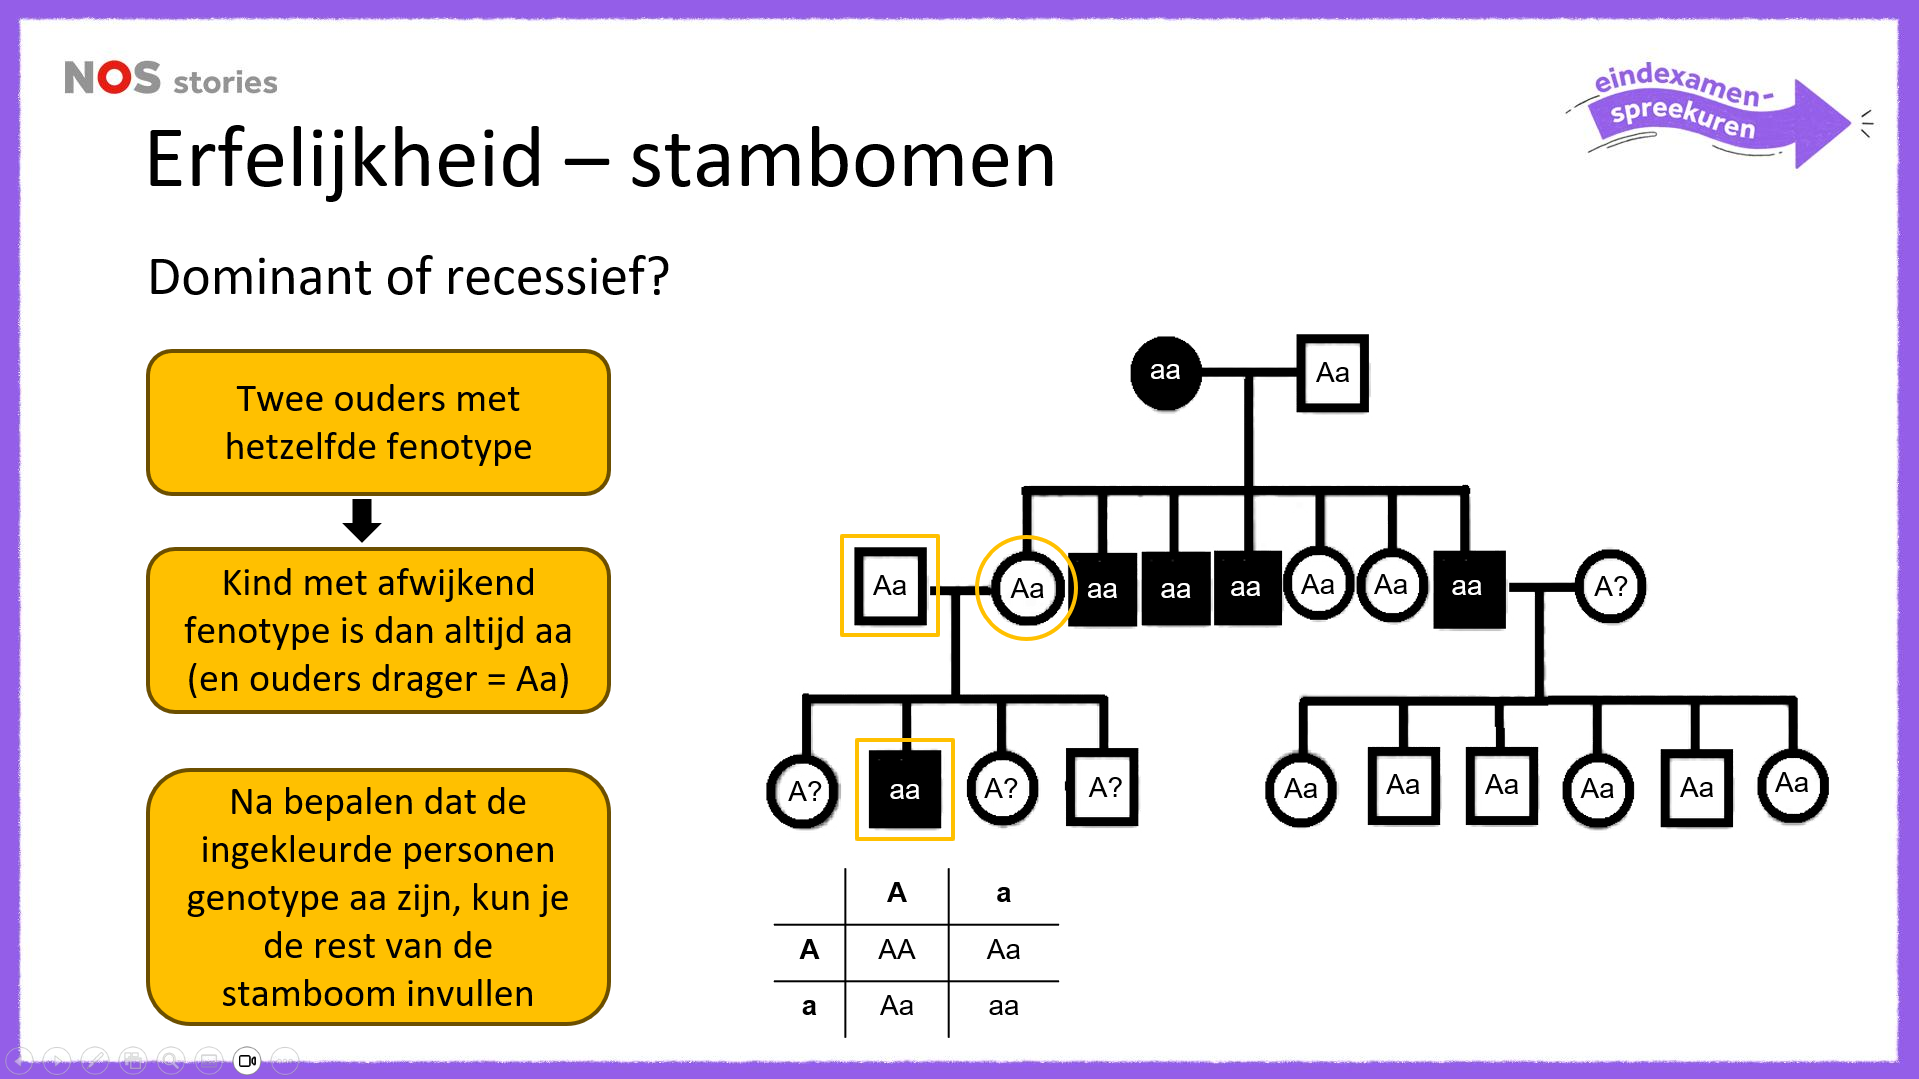 NOS stories
eindexamen-
spreekuren
Erfelijkheid – stambomen
Dominant of recessief?
Twee ouders met
hetzelfde fenotype
Kind met afwijkend
fenotype is dan altijd aa
(en ouders drager = Aa)
Na bepalen dat de
ingekleurde personen
genotype aa zijn, kun je
de rest van de
stamboom invullen
aa Aa
Aa Aa aa aa aa Aa Aa aa A?
A? aa A? A? Aa Aa Aa Aa Aa Aa
A a
A AA Aa
a Aa aa